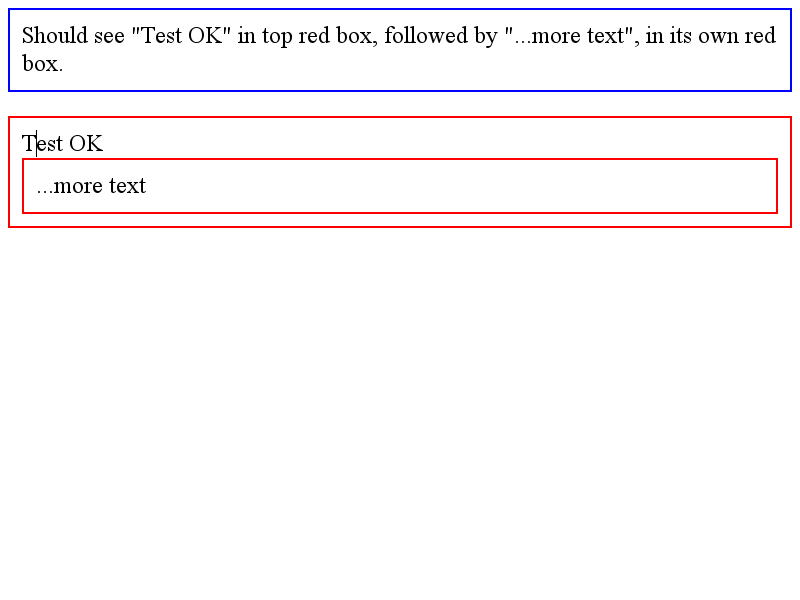 Should see "Test OK" in top red box, followed by "...more text", in its own red
box.
Test OK
...more text